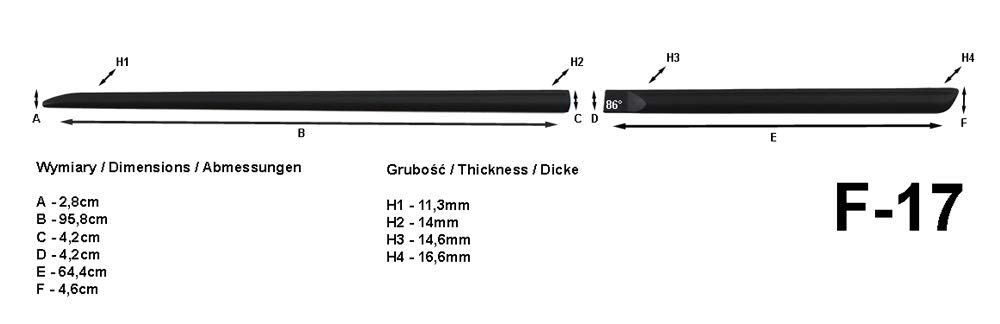 H1
H2
H3
H4
86°
A
B
C
D
E
F
Wymiary / Dimensions / Abmessungen
A - 2,8cm
B - 95,8cm
C - 4,2cm
D - 4,2cm
E - 64,4cm
F - 4,6cm
Grubość / Thickness / Dicke
H1 - 11,3mm
H2 - 14mm
H3 - 14,6mm
H4 - 16,6mm
F-17